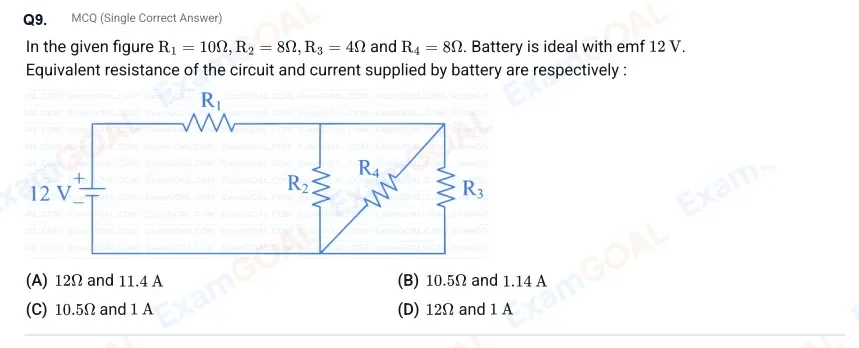 Q9. MCQ (Single Correct Answer)
In the given figure R₁ = 10Ω, R₂ = 8Ω, R₃ = 4Ω and R₄ = 8Ω. Battery is ideal with emf 12 V.
Equivalent resistance of the circuit and current supplied by battery are respectively :
R₁
R₄
R₂
R₃
+
12 V
−
(A) 12Ω and 11.4 A
(B) 10.5Ω and 1.14 A
(C) 10.5Ω and 1 A
(D) 12Ω and 1 A
ExamGOAL